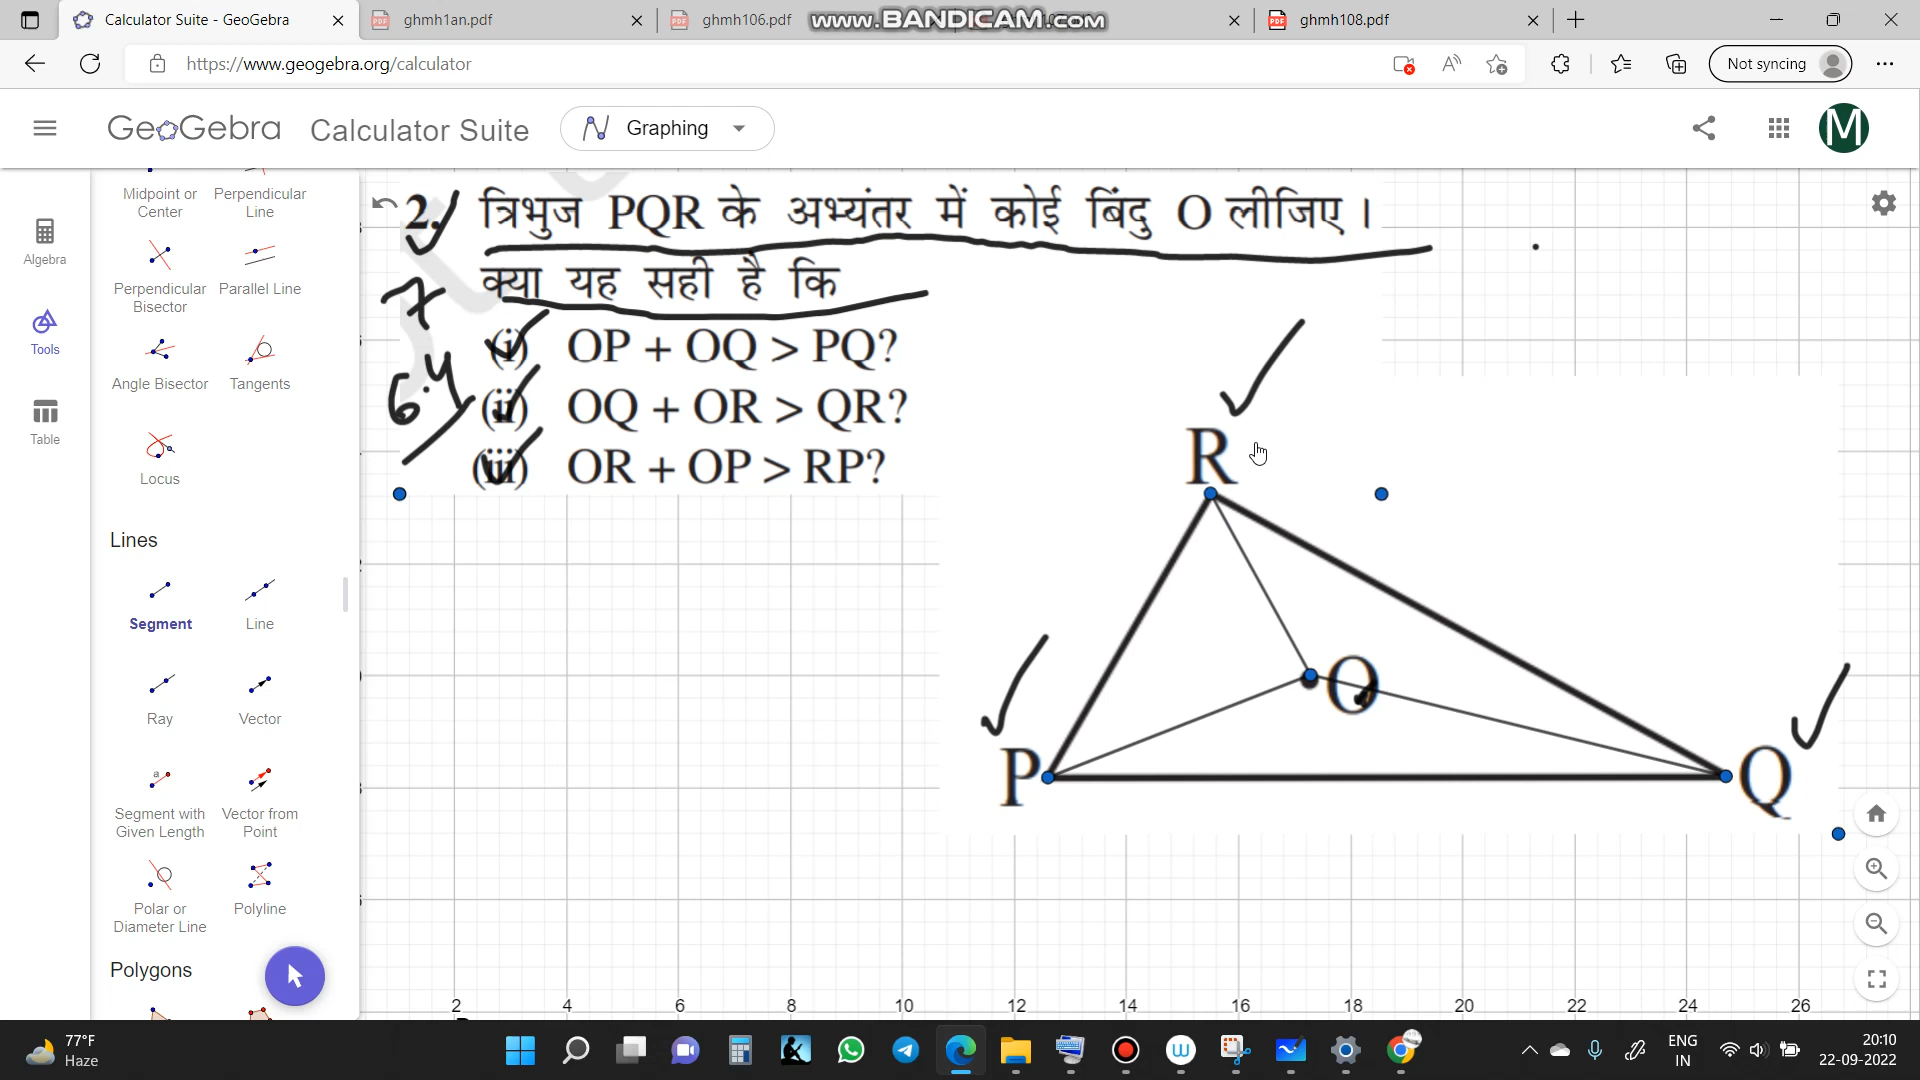 Calculator Suite - GeoGebra
ghmh1an.pdf
ghmh106.pdf
www.BANDICAM.com
ghmh108.pdf
https://www.geogebra.org/calculator
Not syncing
GeoGebra
Calculator Suite
Graphing
M
Algebra
Tools
Table
Midpoint or Center
Perpendicular Line
Perpendicular Bisector
Parallel Line
Angle Bisector
Tangents
Locus
Lines
Segment
Line
Ray
Vector
Segment with Given Length
Vector from Point
Polar or Diameter Line
Polyline
Polygons
2. त्रिभुज PQR के अभ्यंतर में कोई बिंदु O लीजिए ।
क्या यह सही है कि
7
6.4
(i) OP + OQ > PQ?
(ii) OQ + OR > QR?
(iii) OR + OP > RP?
R
O
P
Q
2 4 6 8 10 12 14 16 18 20 22 24 26
77°F
Haze
ENG
IN
20:10
22-09-2022